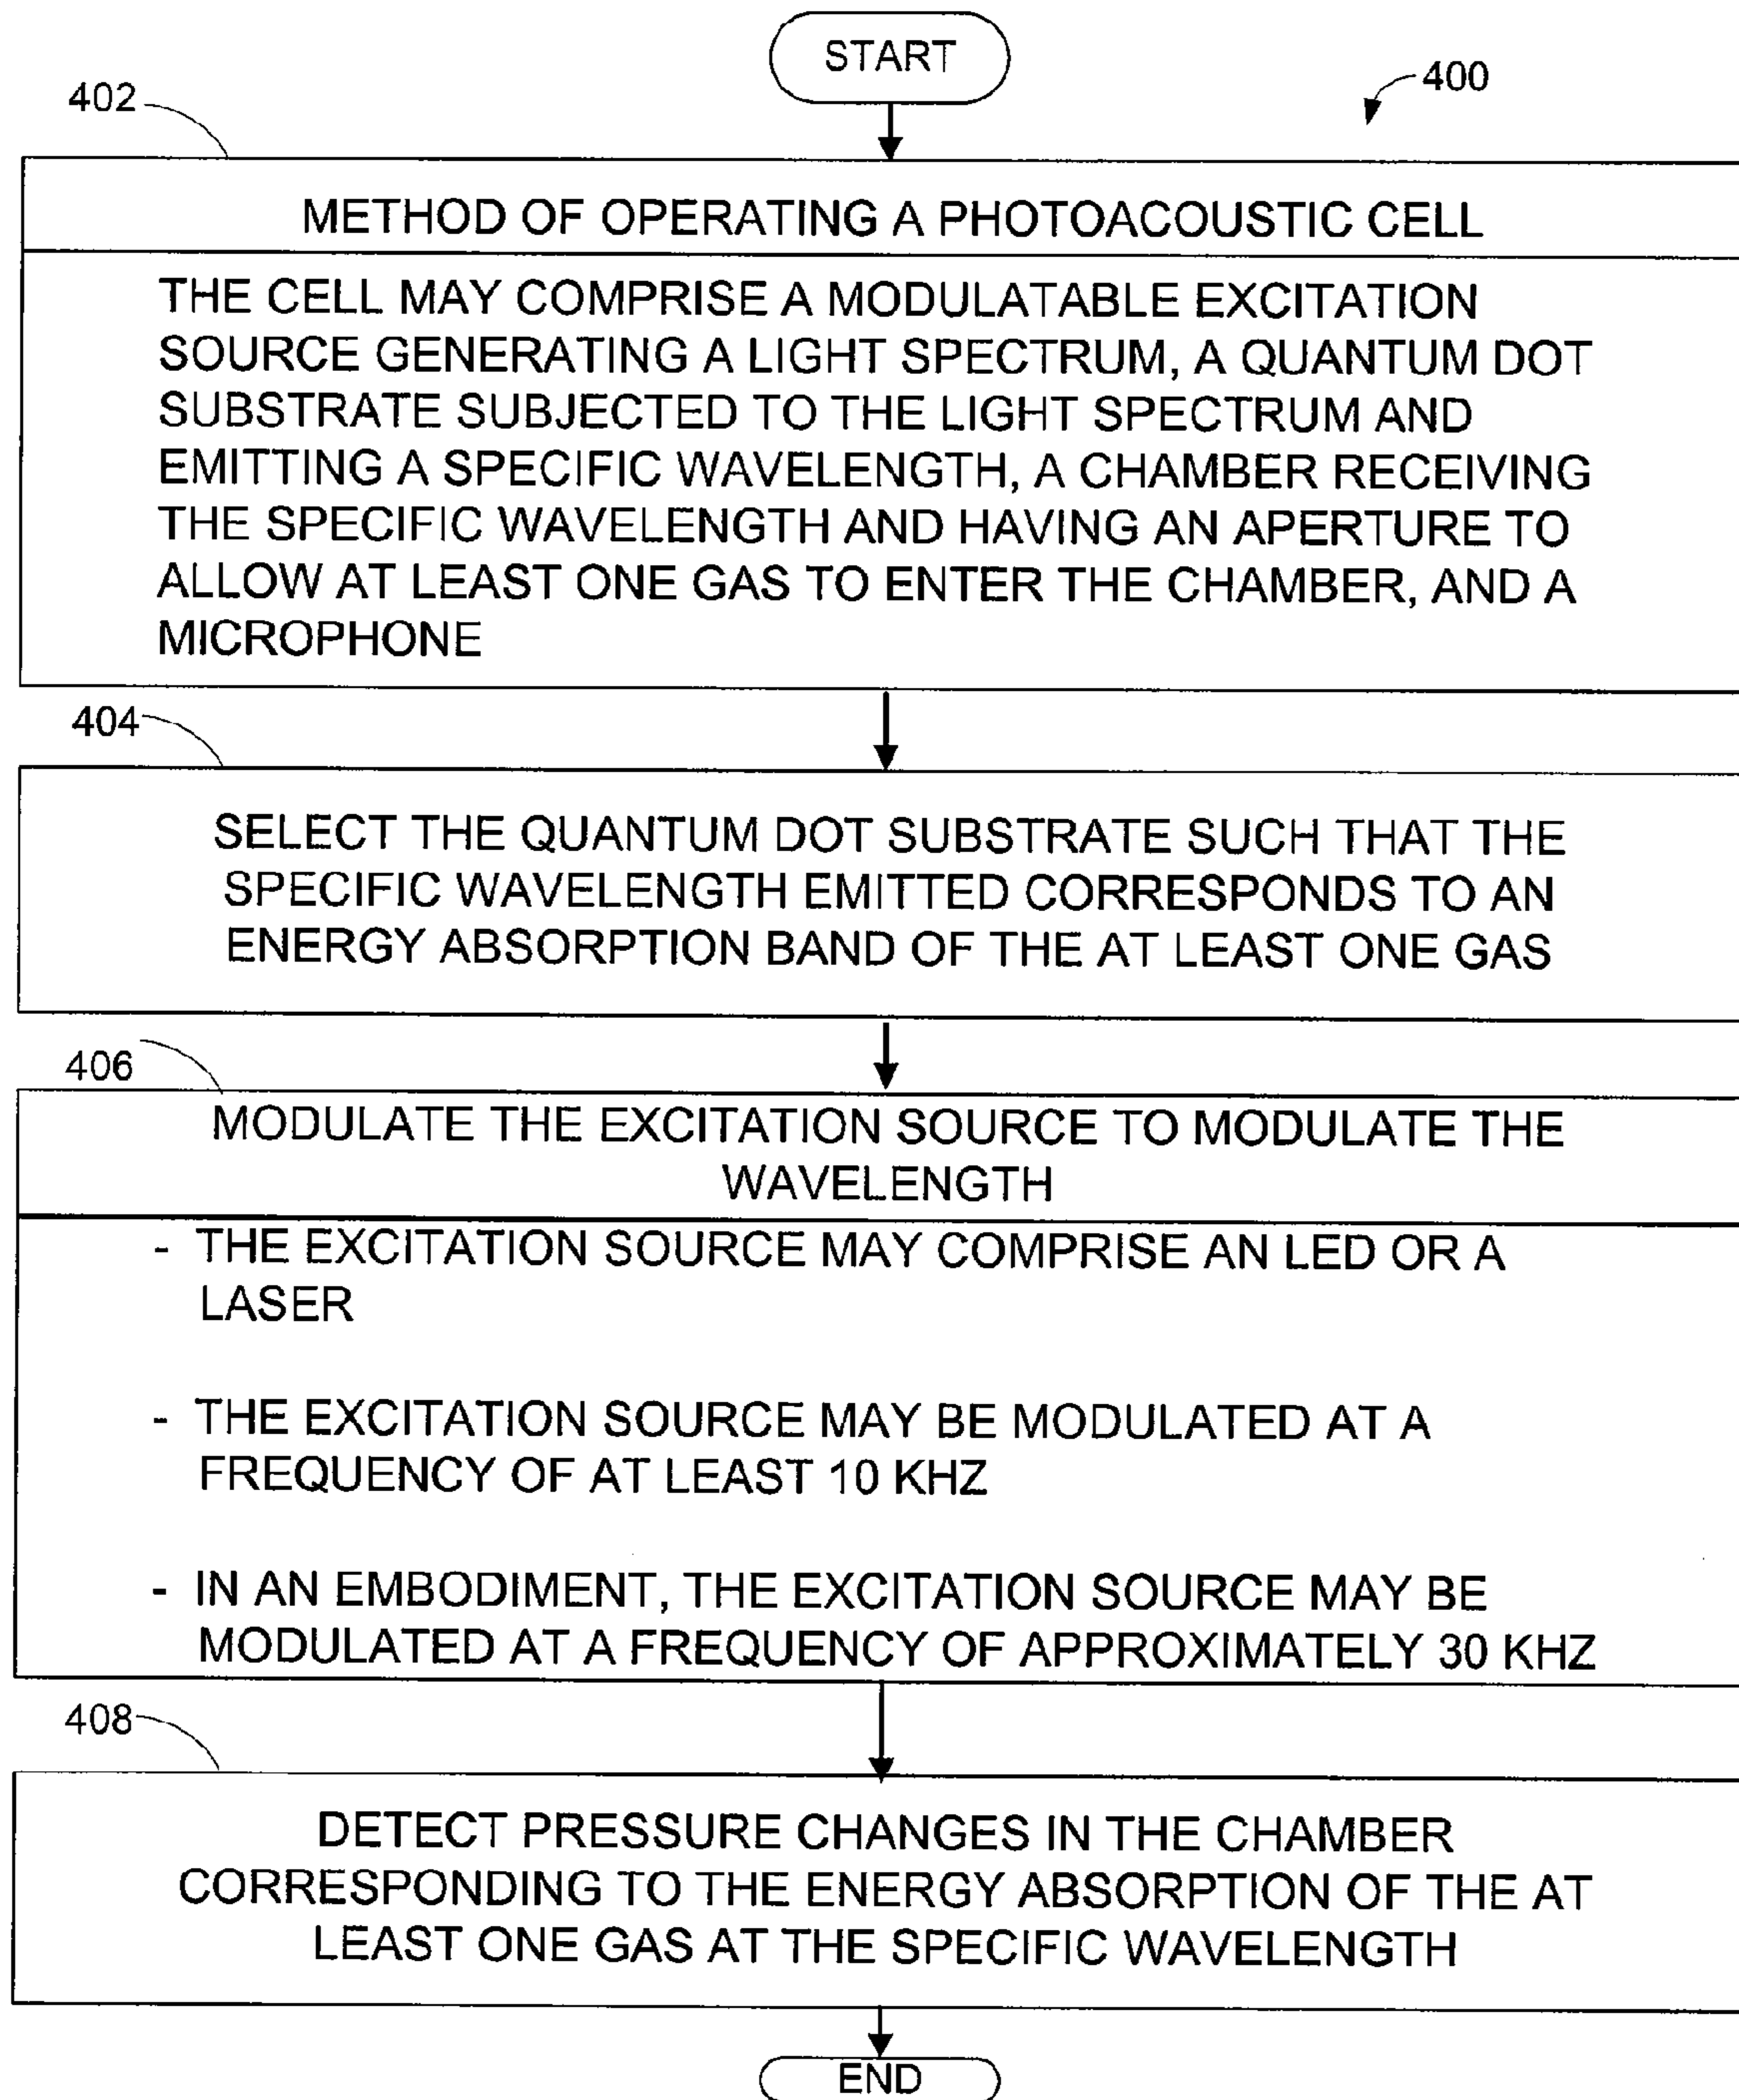 START
400
402
METHOD OF OPERATING A PHOTOACOUSTIC CELL
THE CELL MAY COMPRISE A MODULATABLE EXCITATION
SOURCE GENERATING A LIGHT SPECTRUM, A QUANTUM DOT
SUBSTRATE SUBJECTED TO THE LIGHT SPECTRUM AND
EMITTING A SPECIFIC WAVELENGTH, A CHAMBER RECEIVING
THE SPECIFIC WAVELENGTH AND HAVING AN APERTURE TO
ALLOW AT LEAST ONE GAS TO ENTER THE CHAMBER, AND A
MICROPHONE
404
SELECT THE QUANTUM DOT SUBSTRATE SUCH THAT THE
SPECIFIC WAVELENGTH EMITTED CORRESPONDS TO AN
ENERGY ABSORPTION BAND OF THE AT LEAST ONE GAS
406
MODULATE THE EXCITATION SOURCE TO MODULATE THE
WAVELENGTH
- THE EXCITATION SOURCE MAY COMPRISE AN LED OR A
LASER
- THE EXCITATION SOURCE MAY BE MODULATED AT A
FREQUENCY OF AT LEAST 10 KHZ
- IN AN EMBODIMENT, THE EXCITATION SOURCE MAY BE
MODULATED AT A FREQUENCY OF APPROXIMATELY 30 KHZ
408
DETECT PRESSURE CHANGES IN THE CHAMBER
CORRESPONDING TO THE ENERGY ABSORPTION OF THE AT
LEAST ONE GAS AT THE SPECIFIC WAVELENGTH
END